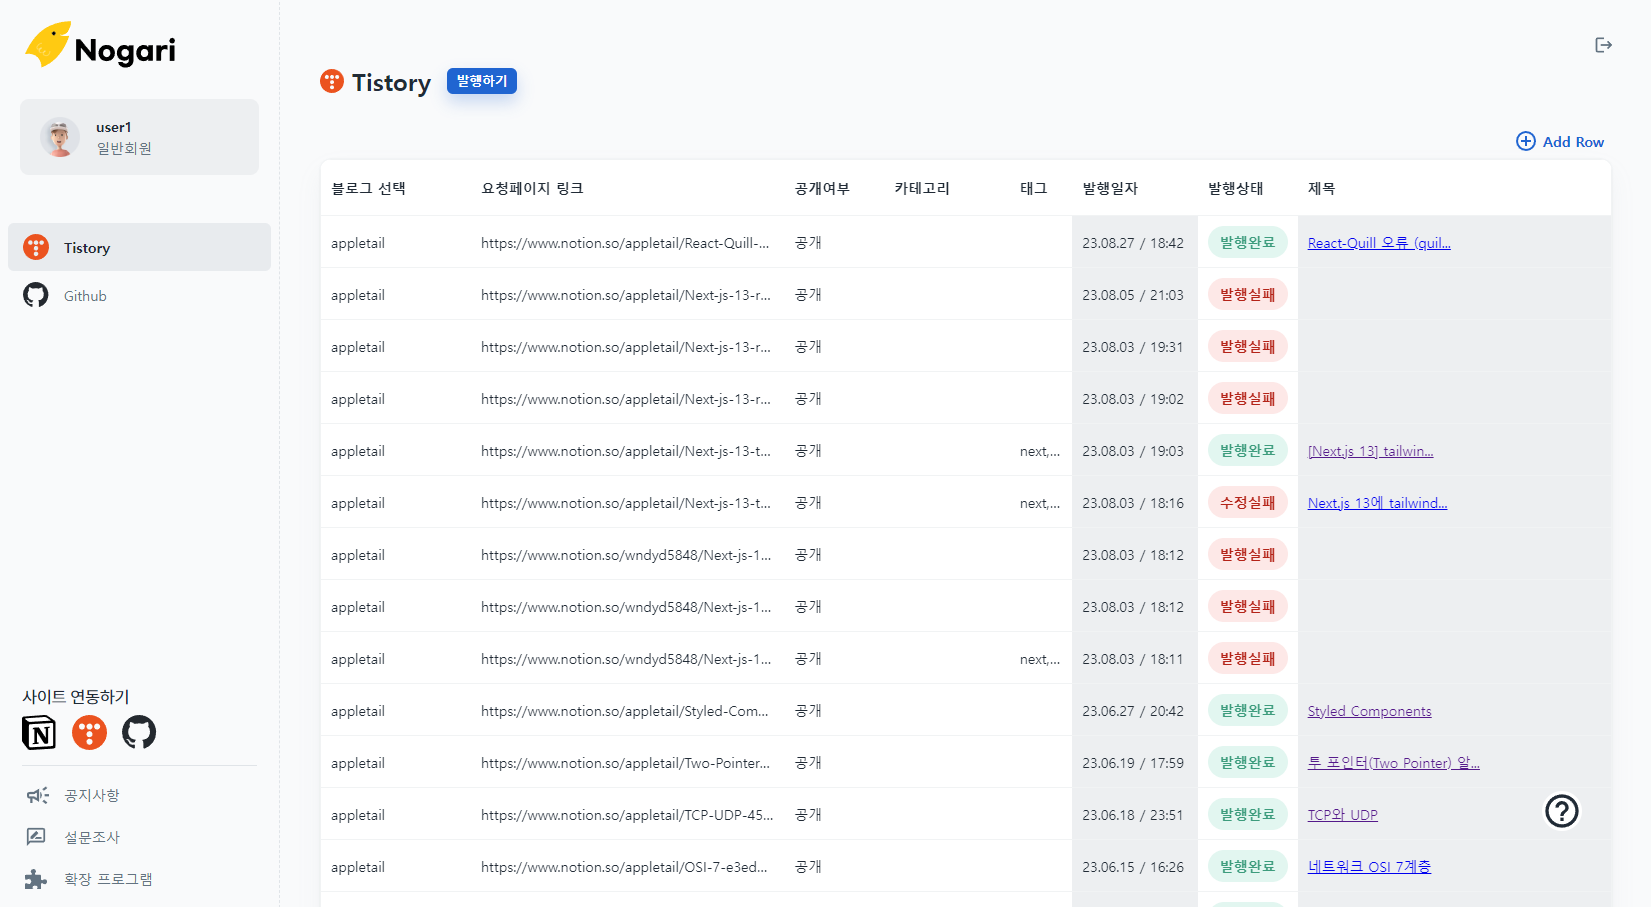 Nogari
user1
일반회원
Tistory
Github
사이트 연동하기
공지사항
설문조사
확장 프로그램
Tistory 발행하기
Add Row
블로그 선택 요청페이지 링크 공개여부 카테고리 태그 발행일자 발행상태 제목
appletail https://www.notion.so/appletail/React-Quill-... 공개 23.08.27 / 18:42 발행완료 React-Quill 오류 (quil...
appletail https://www.notion.so/appletail/Next-js-13-r... 공개 23.08.05 / 21:03 발행실패
appletail https://www.notion.so/appletail/Next-js-13-r... 공개 23.08.03 / 19:31 발행실패
appletail https://www.notion.so/appletail/Next-js-13-r... 공개 23.08.03 / 19:02 발행실패
appletail https://www.notion.so/appletail/Next-js-13-t... 공개 next,... 23.08.03 / 19:03 발행완료 [Next.js 13] tailwin...
appletail https://www.notion.so/appletail/Next-js-13-t... 공개 next,... 23.08.03 / 18:16 수정실패 Next.js 13에 tailwind...
appletail https://www.notion.so/wndyd5848/Next-js-1... 공개 23.08.03 / 18:12 발행실패
appletail https://www.notion.so/wndyd5848/Next-js-1... 공개 23.08.03 / 18:12 발행실패
appletail https://www.notion.so/wndyd5848/Next-js-1... 공개 next,... 23.08.03 / 18:11 발행실패
appletail https://www.notion.so/appletail/Styled-Com... 공개 23.06.27 / 20:42 발행완료 Styled Components
appletail https://www.notion.so/appletail/Two-Pointer... 공개 23.06.19 / 17:59 발행완료 투 포인터(Two Pointer) 알...
appletail https://www.notion.so/appletail/TCP-UDP-45... 공개 23.06.18 / 23:51 발행완료 TCP와 UDP
appletail https://www.notion.so/appletail/OSI-7-e3ed... 공개 23.06.15 / 16:26 발행완료 네트워크 OSI 7계층